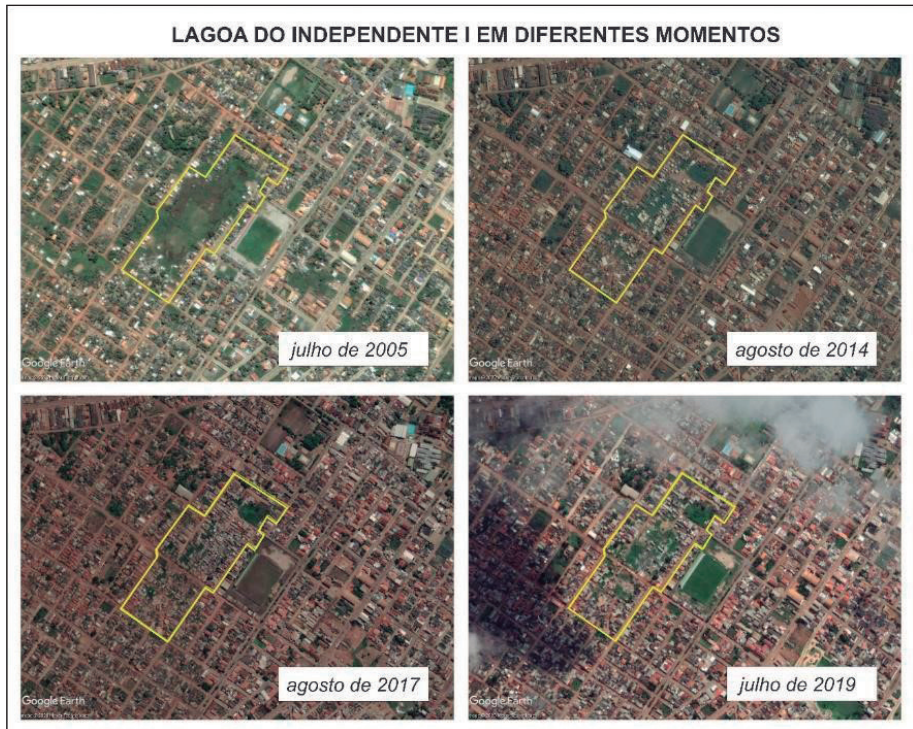 LAGOA DO INDEPENDENTE I EM DIFERENTES MOMENTOS
Google Earth
julho de 2005
Google Earth
agosto de 2014
Google Earth
agosto de 2017
Google Earth
julho de 2019